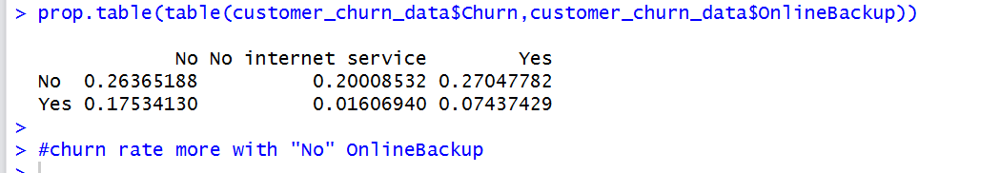 > prop.table(table(customer_churn_data$Churn,customer_churn_data$OnlineBackup))
No No internet service Yes
No 0.26365188 0.20008532 0.27047782
Yes 0.17534130 0.01606940 0.07437429
>
> #churn rate more with "No" OnlineBackup
>